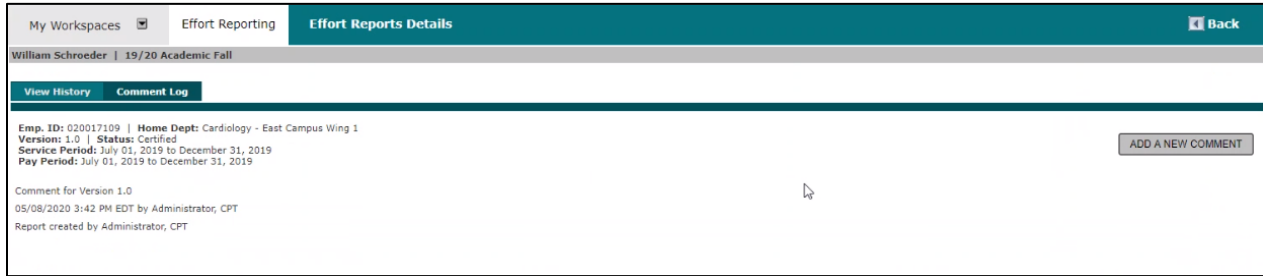 My Workspaces
Effort Reporting
Effort Reports Details
Back
William Schroeder | 19/20 Academic Fall
View History
Comment Log
Emp. ID: 020017109 | Home Dept: Cardiology - East Campus Wing 1
Version: 1.0 | Status: Certified
Service Period: July 01, 2019 to December 31, 2019
Pay Period: July 01, 2019 to December 31, 2019
ADD A NEW COMMENT
Comment for Version 1.0
05/08/2020 3:42 PM EDT by Administrator, CPT
Report created by Administrator, CPT